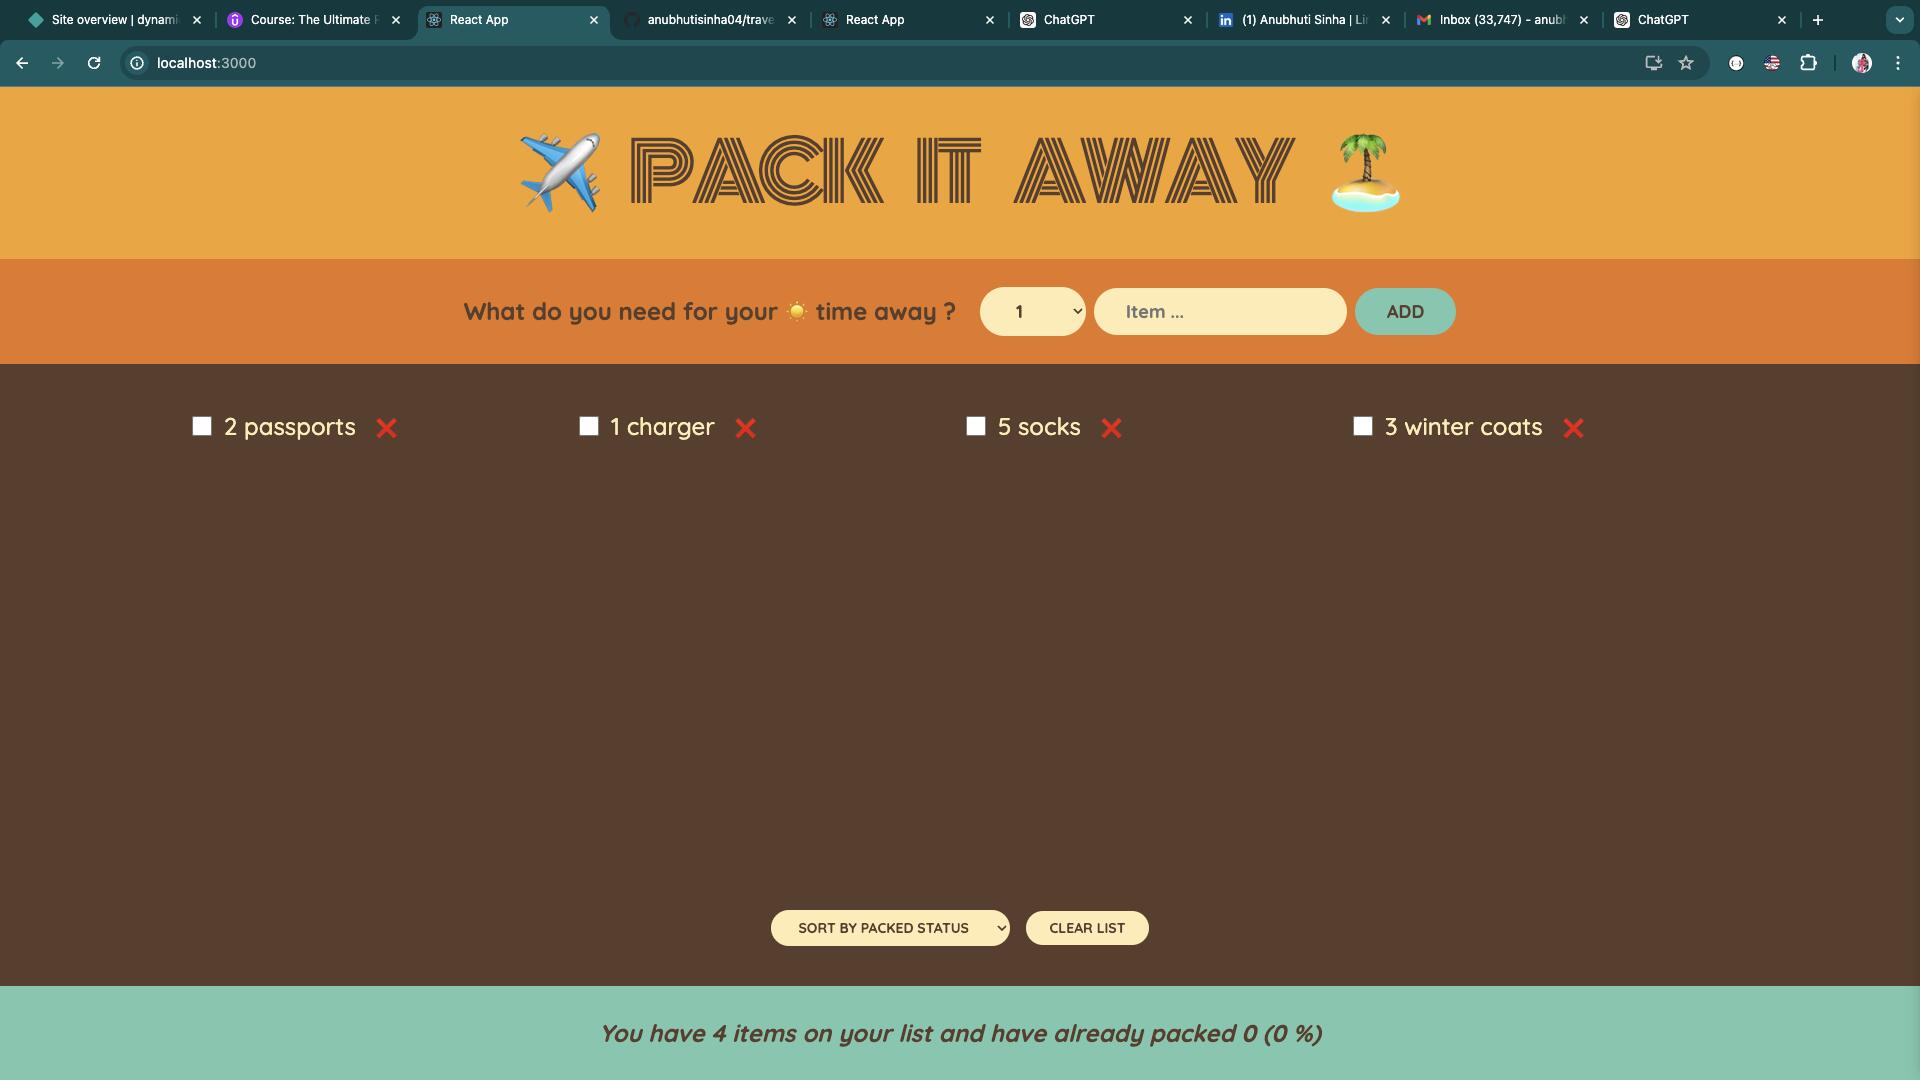 Site overview | dynami
Course: The Ultimate
React App
anubhutisinha04/trave
React App
ChatGPT
(1) Anubhuti Sinha | Li
Inbox (33,747) - anub
ChatGPT
localhost:3000
PACK IT AWAY
What do you need for your time away ?
1
Item ...
ADD
2 passports
1 charger
5 socks
3 winter coats
SORT BY PACKED STATUS
CLEAR LIST
You have 4 items on your list and have already packed 0 (0 %)